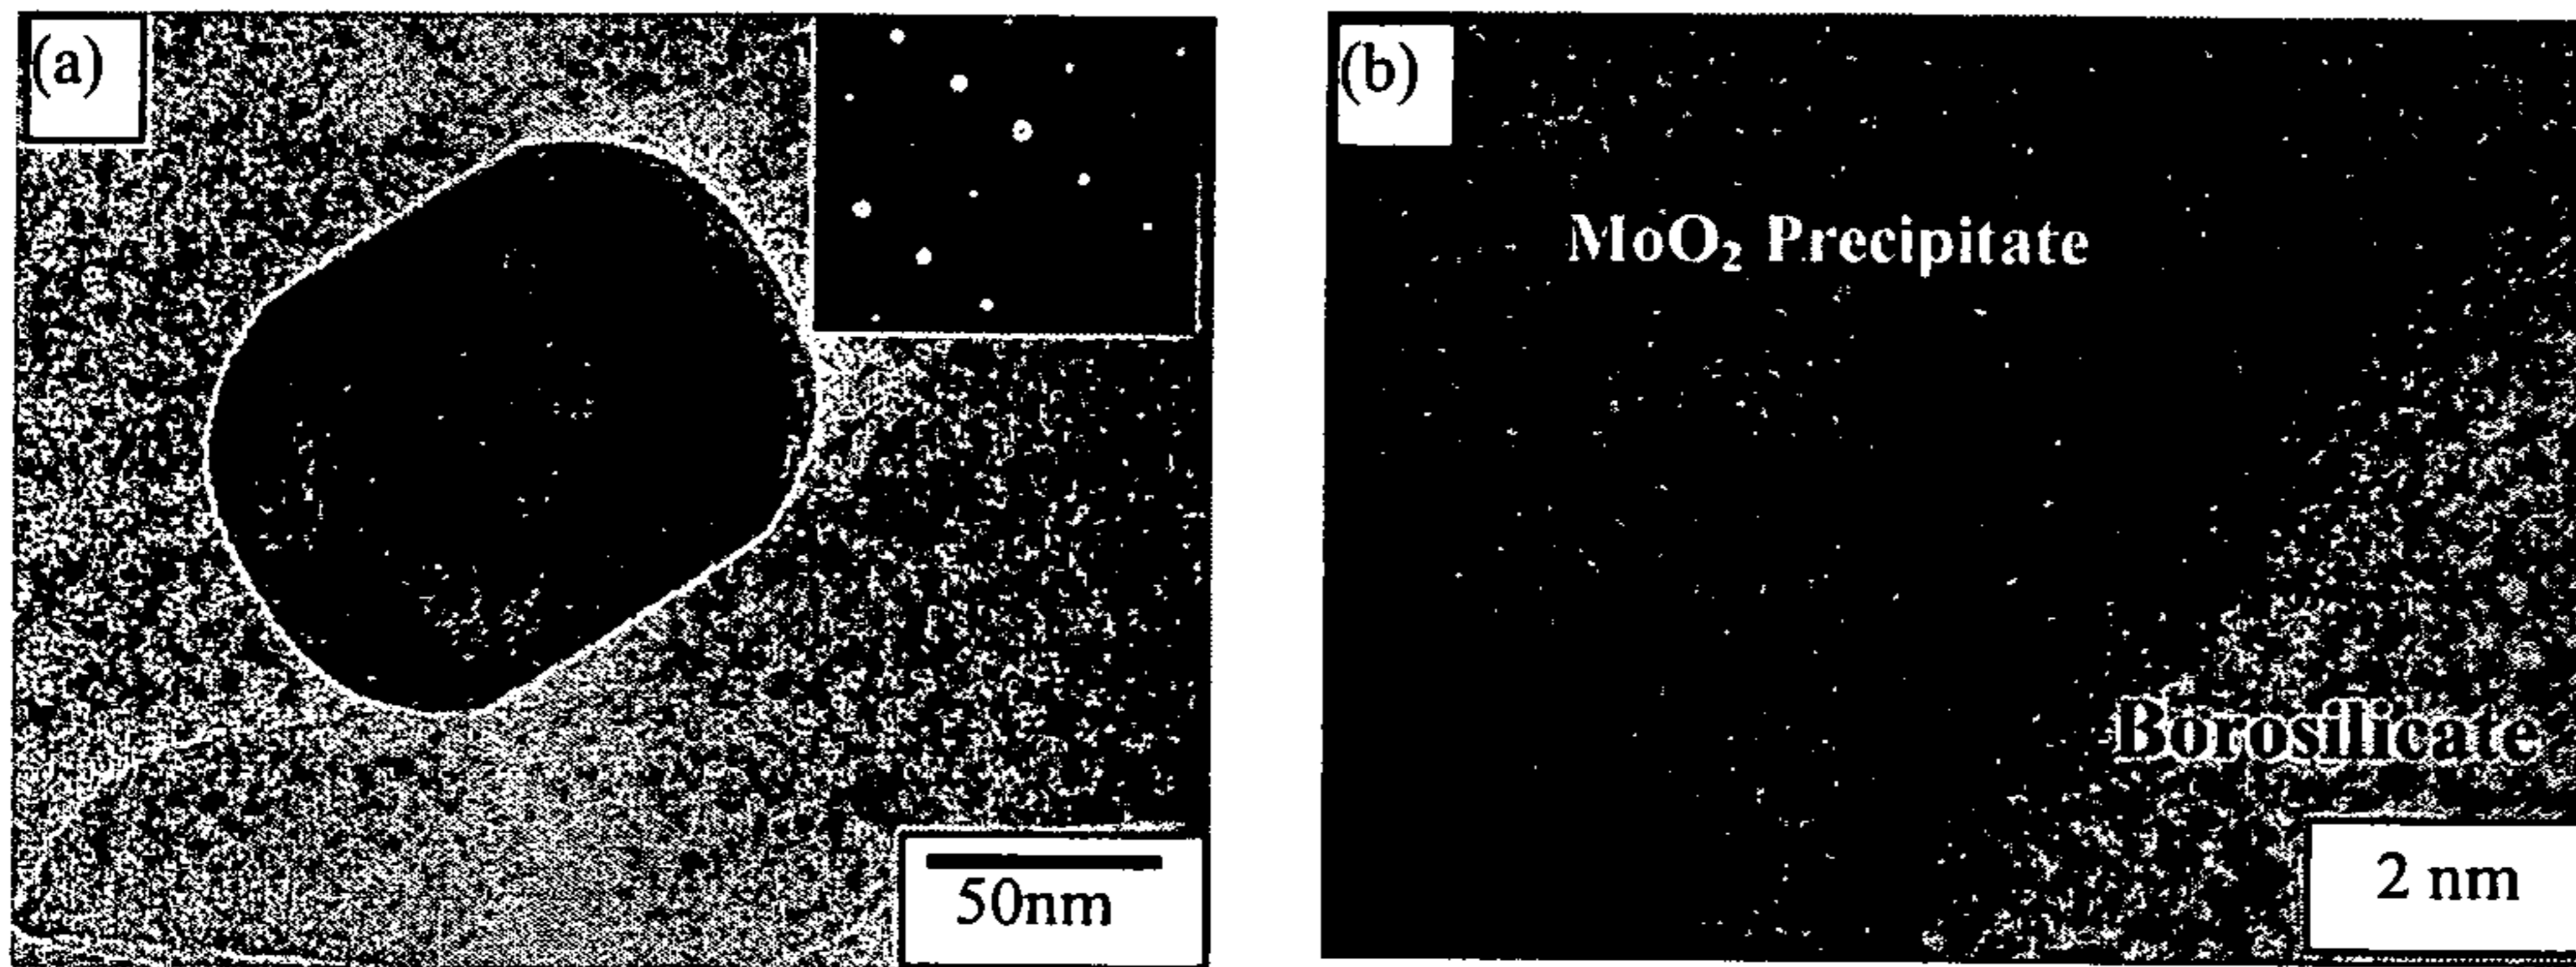 (a)
50nm
(b)
MoO₂ Precipitate
Borosilicate
2 nm